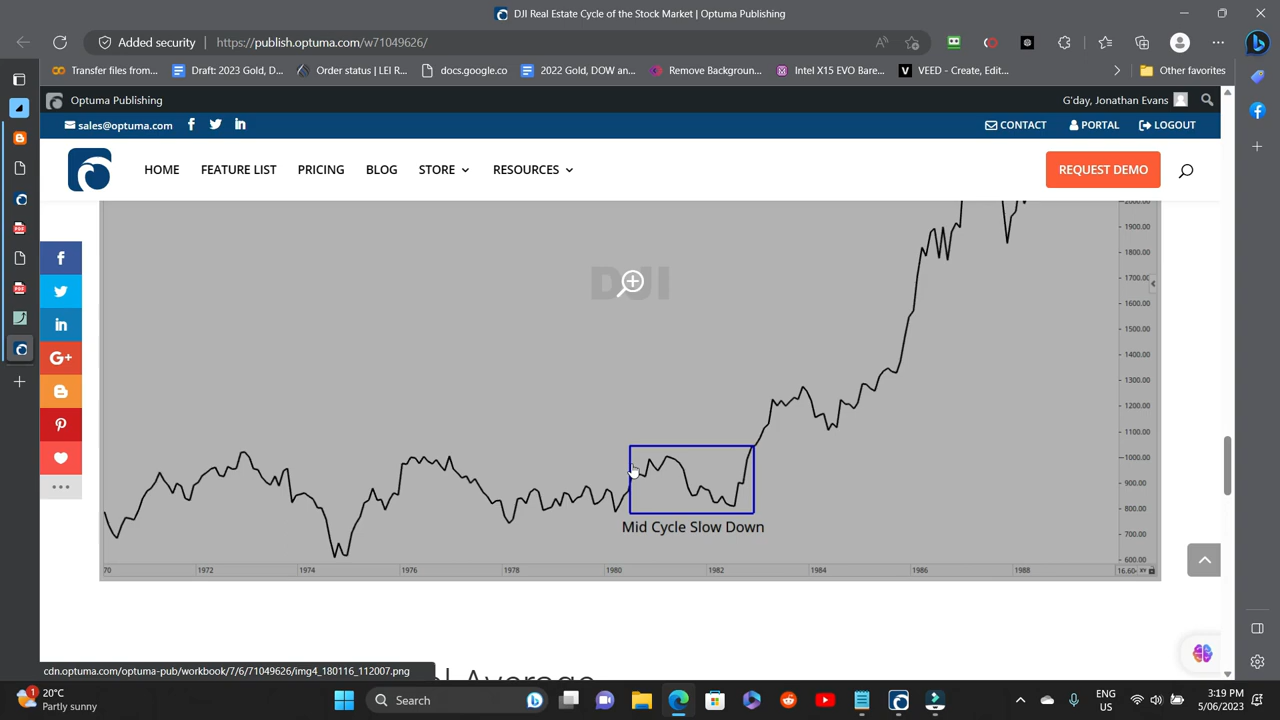 DJI Real Estate Cycle of the Stock Market | Optuma Publishing
Added security
https://publish.optuma.com/w71049626/
Transfer files from...
Draft: 2023 Gold, D...
Order status | LEI R...
docs.google.co
2022 Gold, DOW an...
Remove Backgroun...
Intel X15 EVO Bare...
VEED - Create, Edit...
Other favorites
Optuma Publishing
G'day, Jonathan Evans
sales@optuma.com
CONTACT
PORTAL
LOGOUT
HOME
FEATURE LIST
PRICING
BLOG
STORE
RESOURCES
REQUEST DEMO
DJI
2000.00
1900.00
1800.00
1700.00
1600.00
1500.00
1400.00
1300.00
1200.00
1100.00
1000.00
900.00
800.00
700.00
600.00
Mid Cycle Slow Down
70
1972
1974
1976
1978
1980
1982
1984
1986
1988
16.60
XY
cdn.optuma.com/optuma-pub/workbook/7/6/71049626/img4_180116_112007.png
al Average
1
20°C
Partly sunny
Search
ENG
US
3:19 PM
5/06/2023